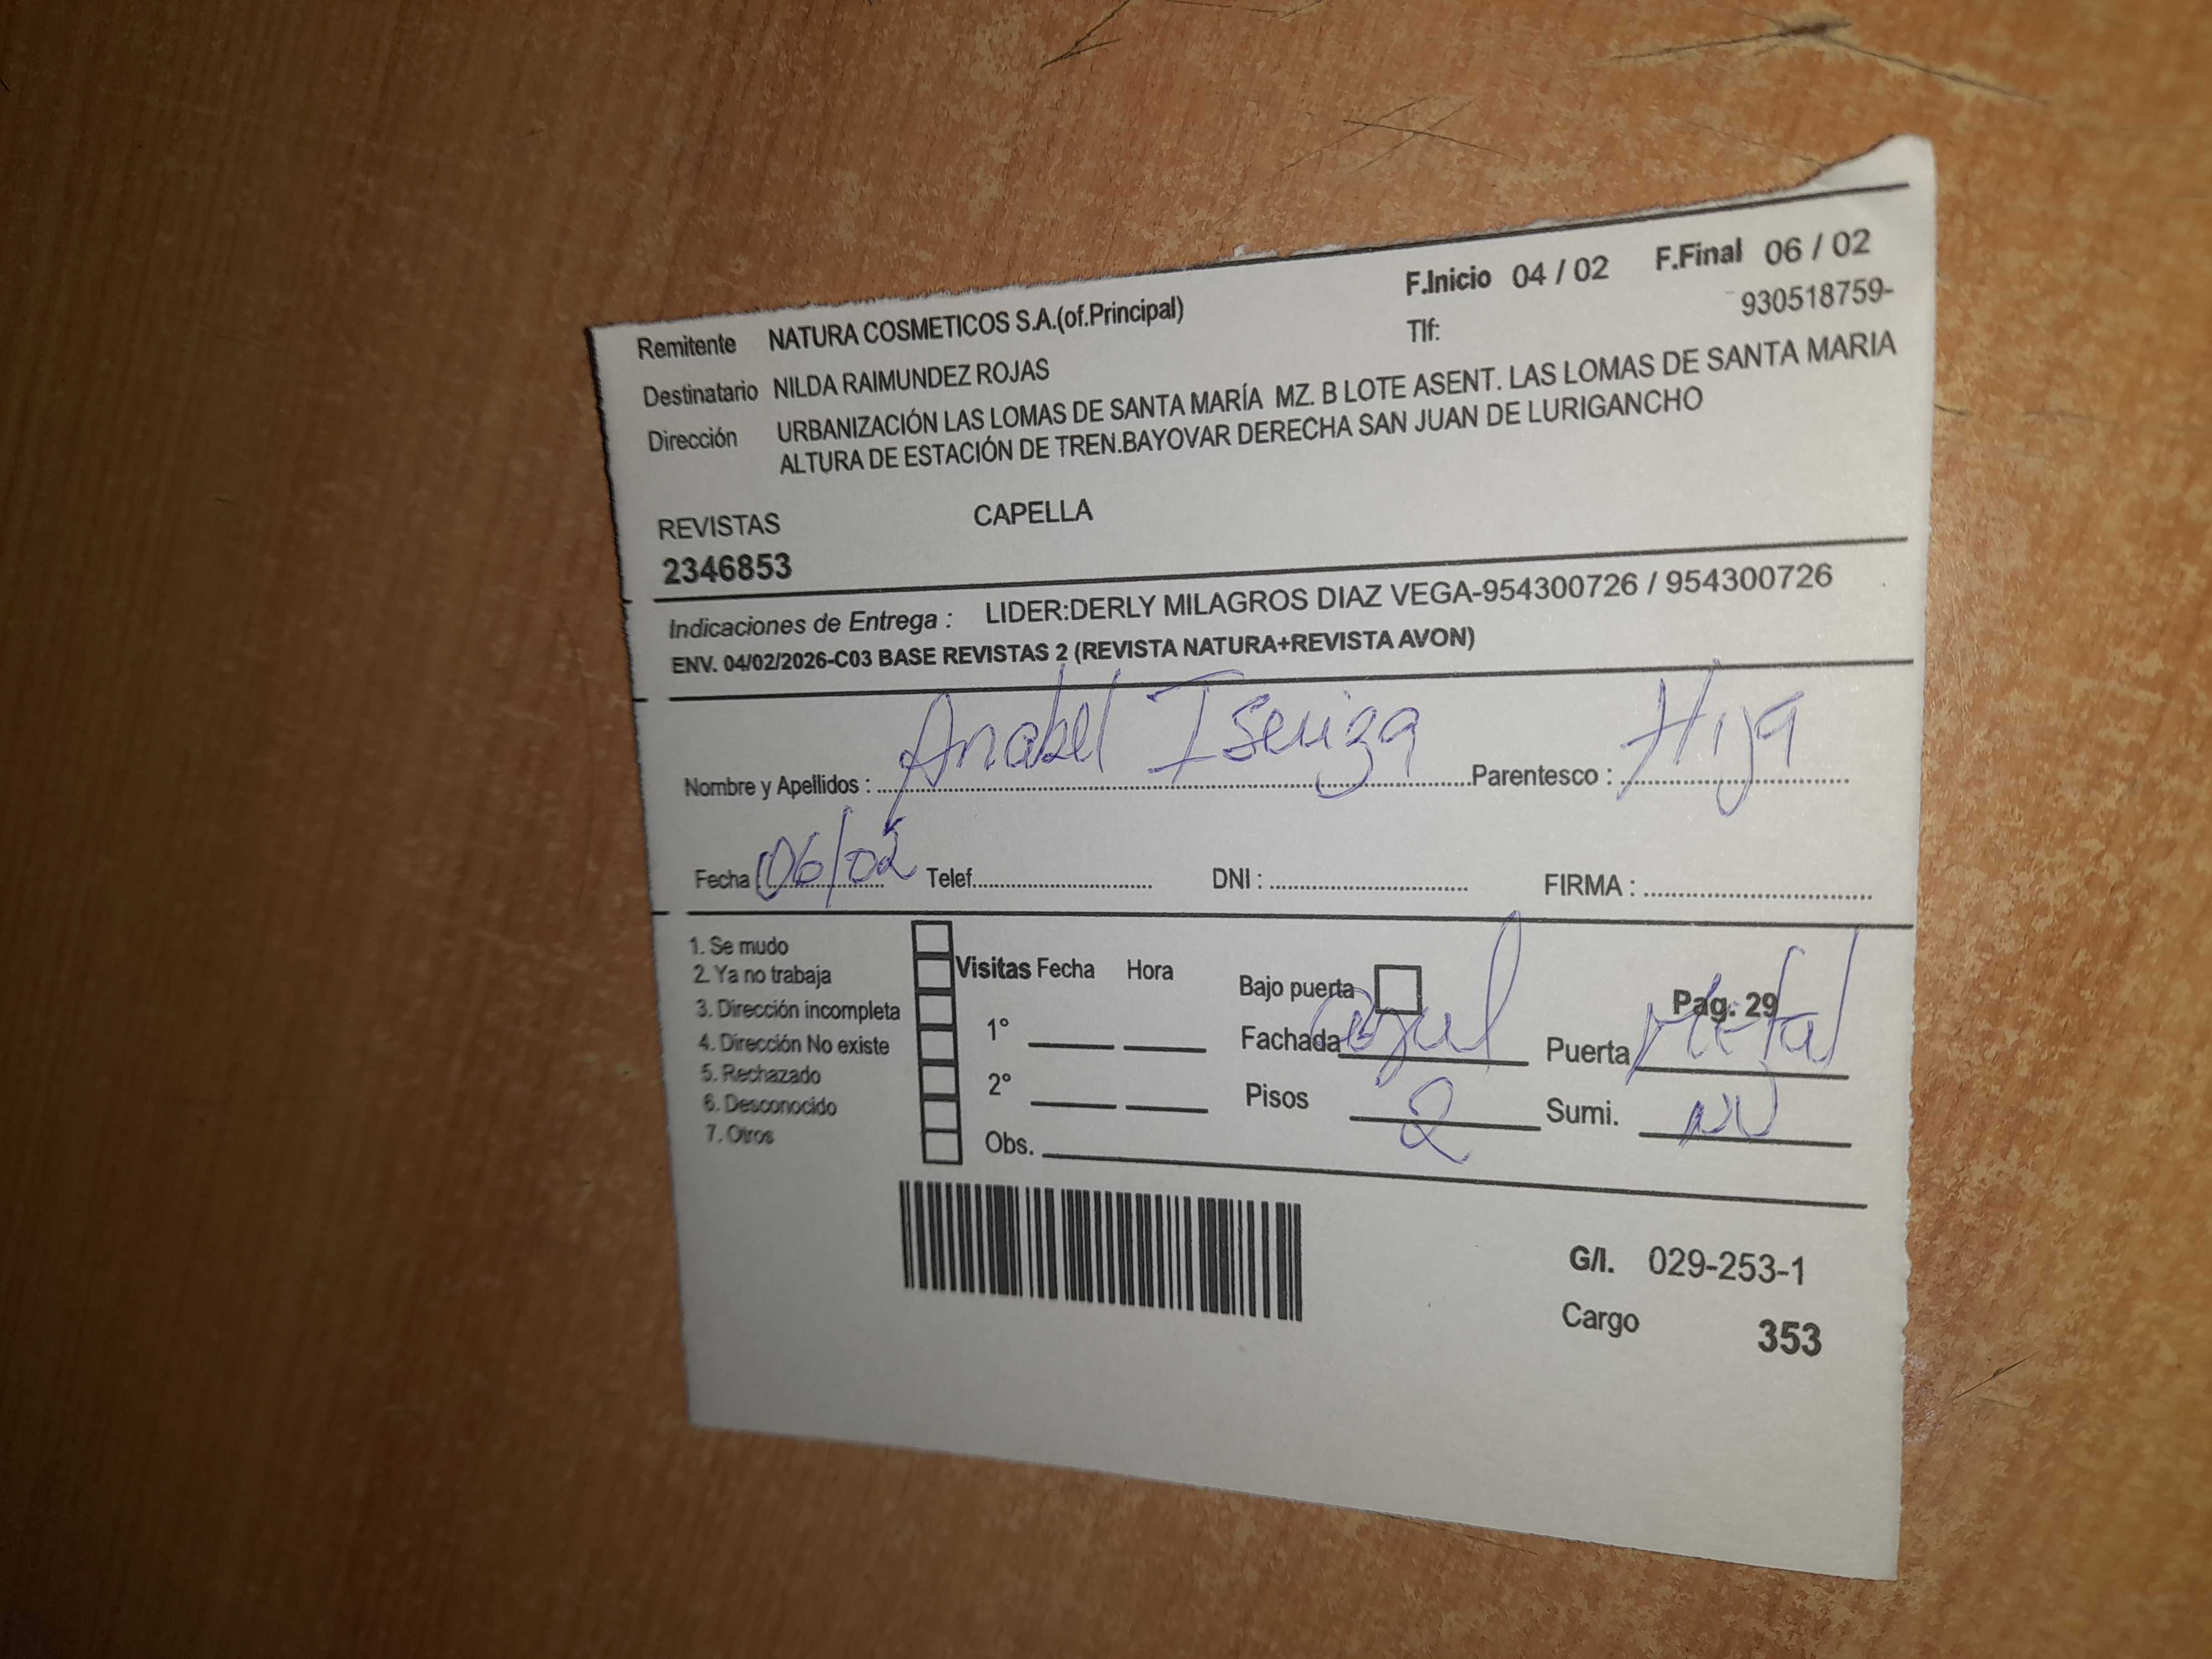 F.Inicio 04 / 02 F.Final 06 / 02
Remitente NATURA COSMETICOS S.A.(of.Principal) Tlf: 930518759-
Destinatario NILDA RAIMUNDEZ ROJAS
Dirección URBANIZACIÓN LAS LOMAS DE SANTA MARÍA MZ. B LOTE ASENT. LAS LOMAS DE SANTA MARIA
ALTURA DE ESTACIÓN DE TREN.BAYOVAR DERECHA SAN JUAN DE LURIGANCHO
REVISTAS CAPELLA
2346853
Indicaciones de Entrega : LIDER:DERLY MILAGROS DIAZ VEGA-954300726 / 954300726
ENV. 04/02/2026-C03 BASE REVISTAS 2 (REVISTA NATURA+REVISTA AVON)
Nombre y Apellidos : Anabel Parentesco : Hija
Fecha : 06/02 Telef. DNI : FIRMA :
1. Se mudo
2. Ya no trabaja
3. Dirección incompleta
4. Dirección No existe
5. Rechazado
6. Desconocido
7. Otros
Visitas Fecha Hora
1°
2°
Obs.
Bajo puerta Pag. 29
Fachada azul Puerta Metal
Pisos 2 Sumi.
G/I. 029-253-1
Cargo 353